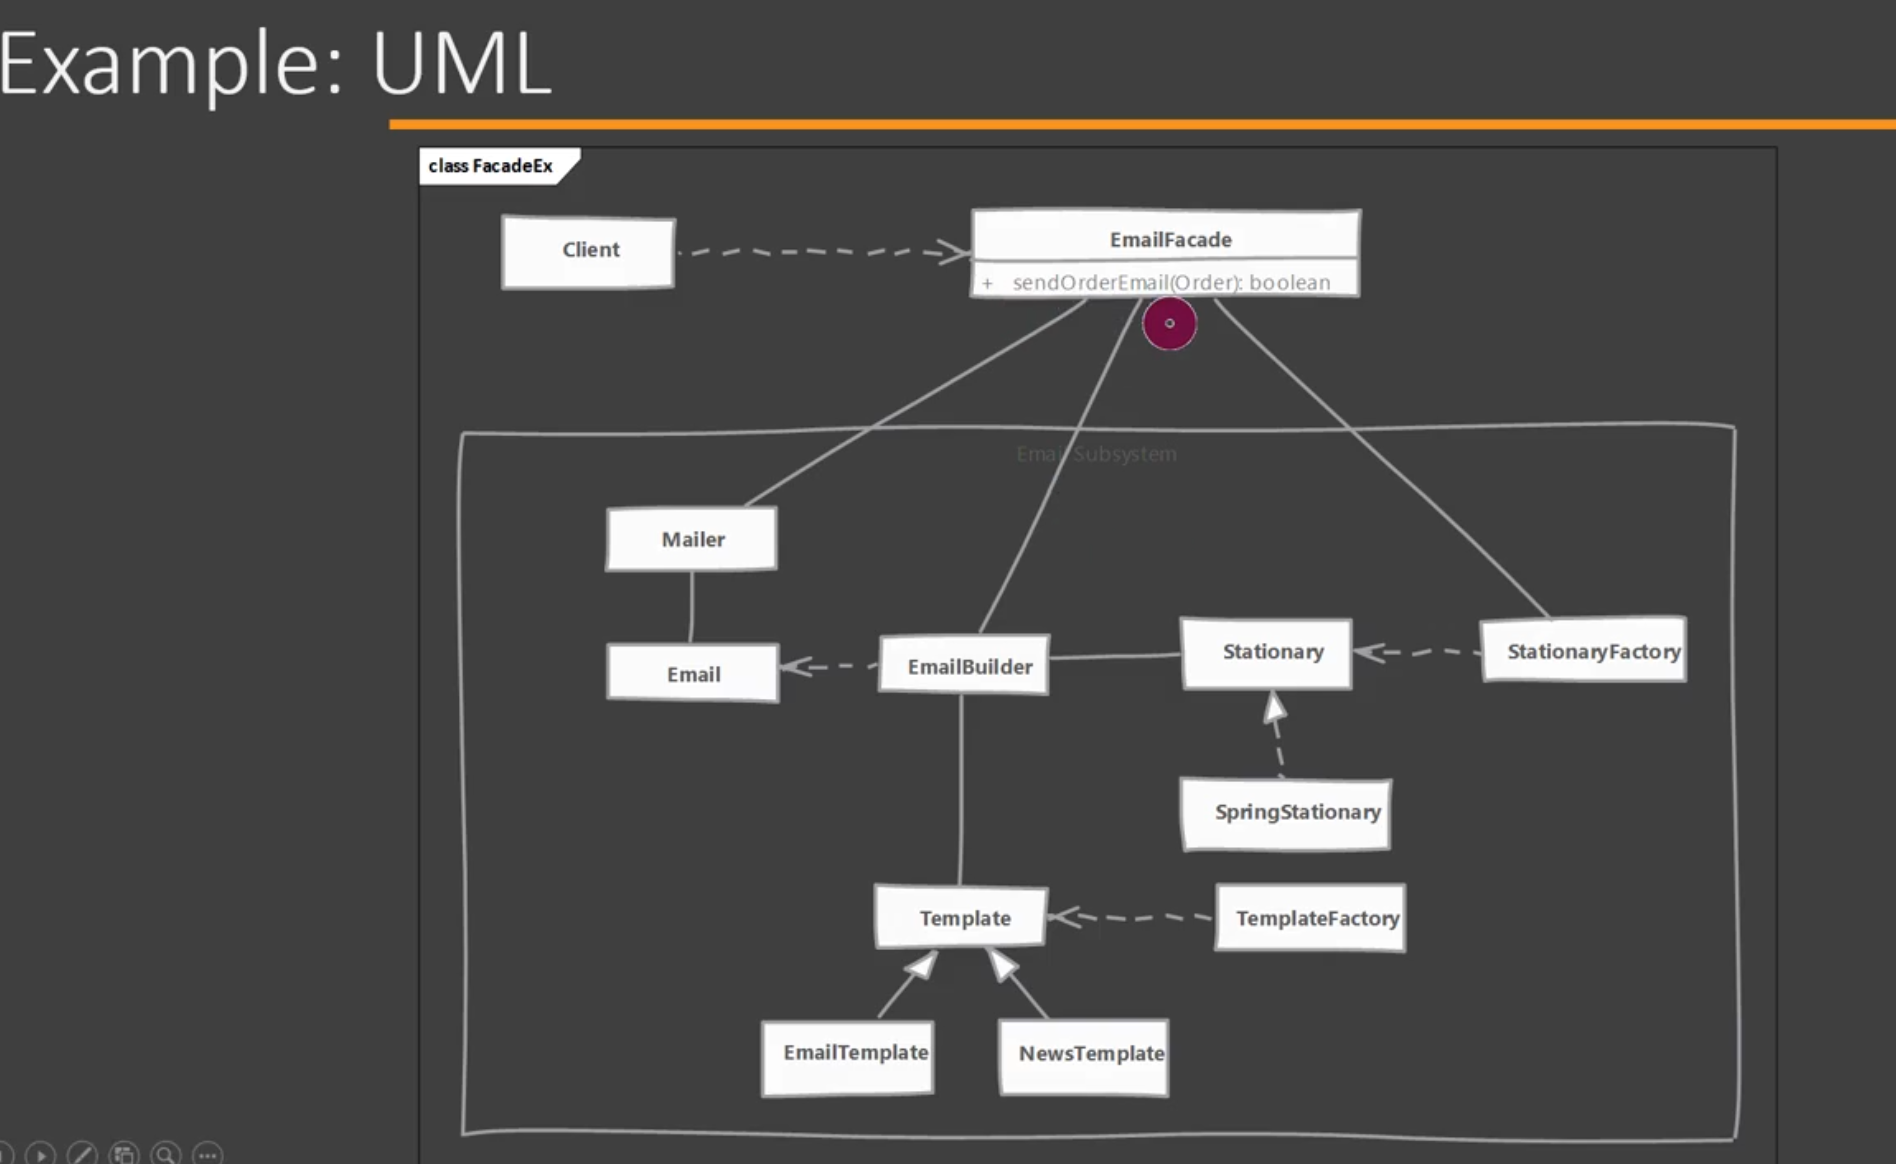 Example: UML
class FacadeEx
Client
EmailFacade
+ sendOrderEmail(Order): boolean
Email Subsystem
Mailer
Email
EmailBuilder
Stationary
StationaryFactory
SpringStationary
Template
TemplateFactory
EmailTemplate
NewsTemplate